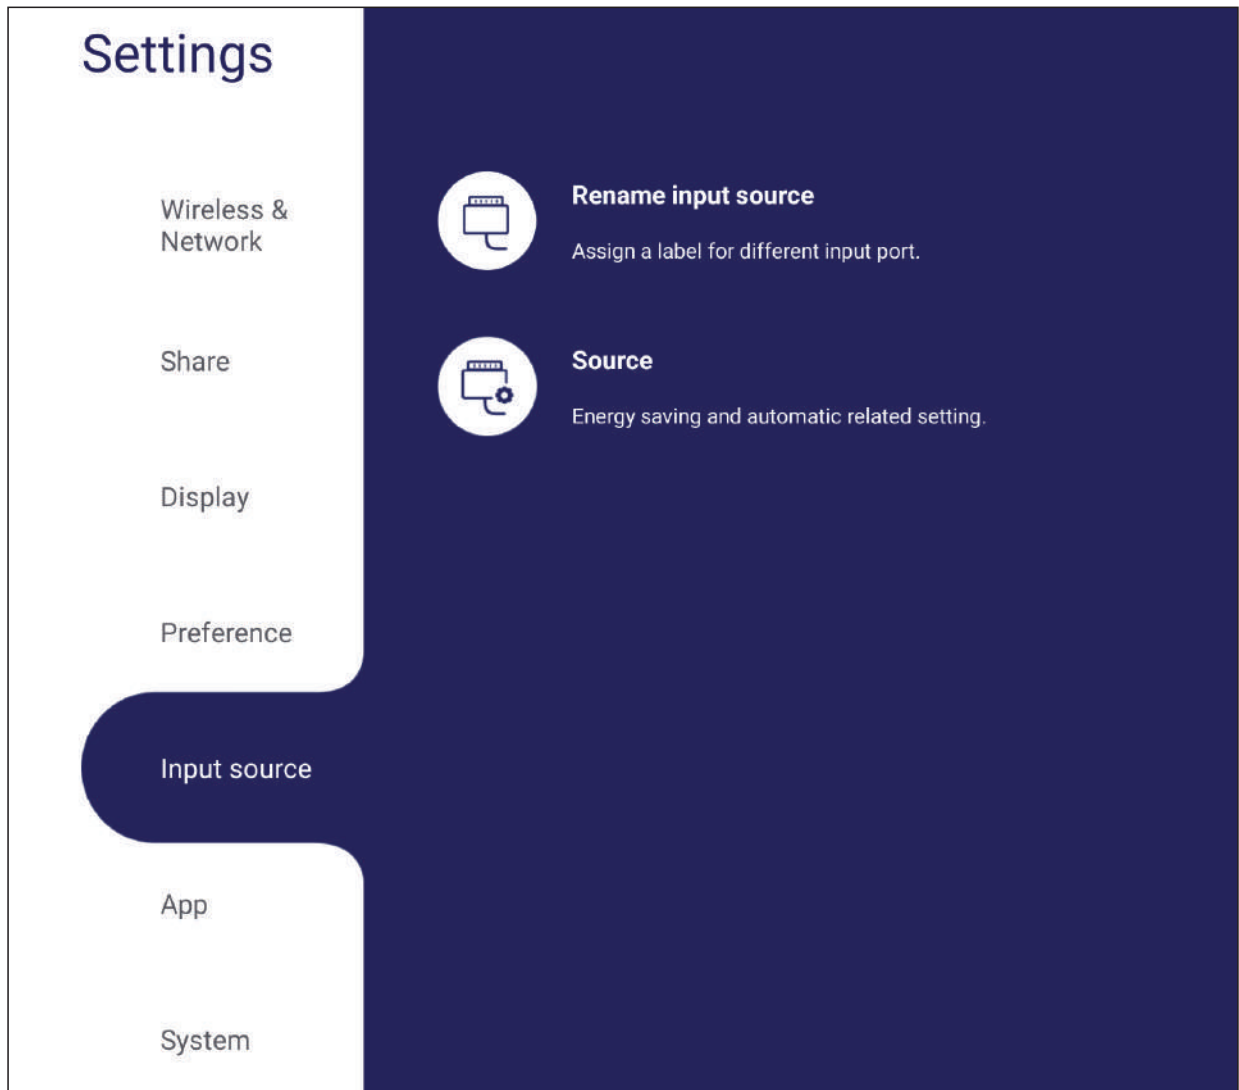 Settings
Wireless &
Network
Share
Display
Preference
Input source
App
System
Rename input source
Assign a label for different input port.
Source
Energy saving and automatic related setting.